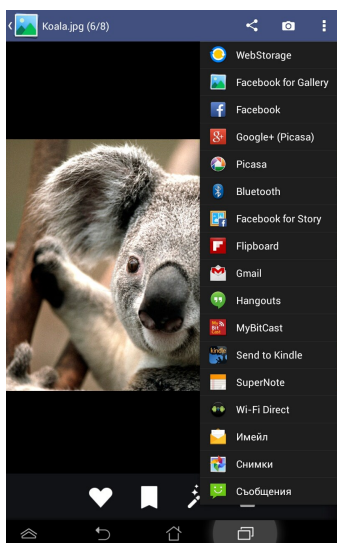 Koala.jpg (6/8)
WebStorage
Facebook for Gallery
Facebook
Google+ (Picasa)
Picasa
Bluetooth
Facebook for Story
Flipboard
Gmail
Hangouts
MyBitCast
Send to Kindle
SuperNote
Wi-Fi Direct
Имейл
Снимки
Съобщения